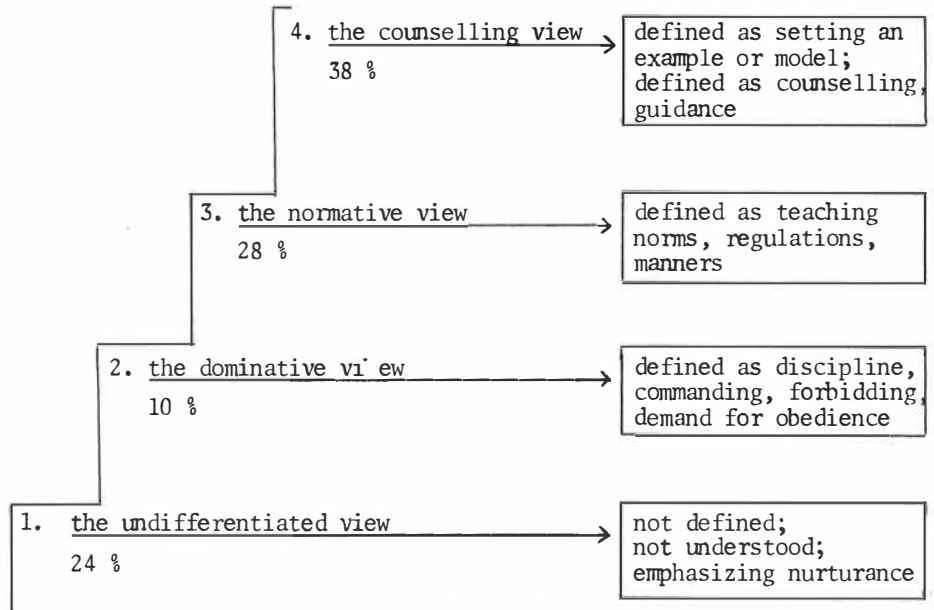 4. the counselling view
38 %
defined as setting an
example or model;
defined as counselling,
guidance
3. the normative view
28 %
defined as teaching
norms, regulations,
manners
2. the dominative view
10 %
defined as discipline,
commanding, forbidding,
demand for obedience
1. the undifferentiated view
24 %
not defined;
not understood;
emphasizing nurturance